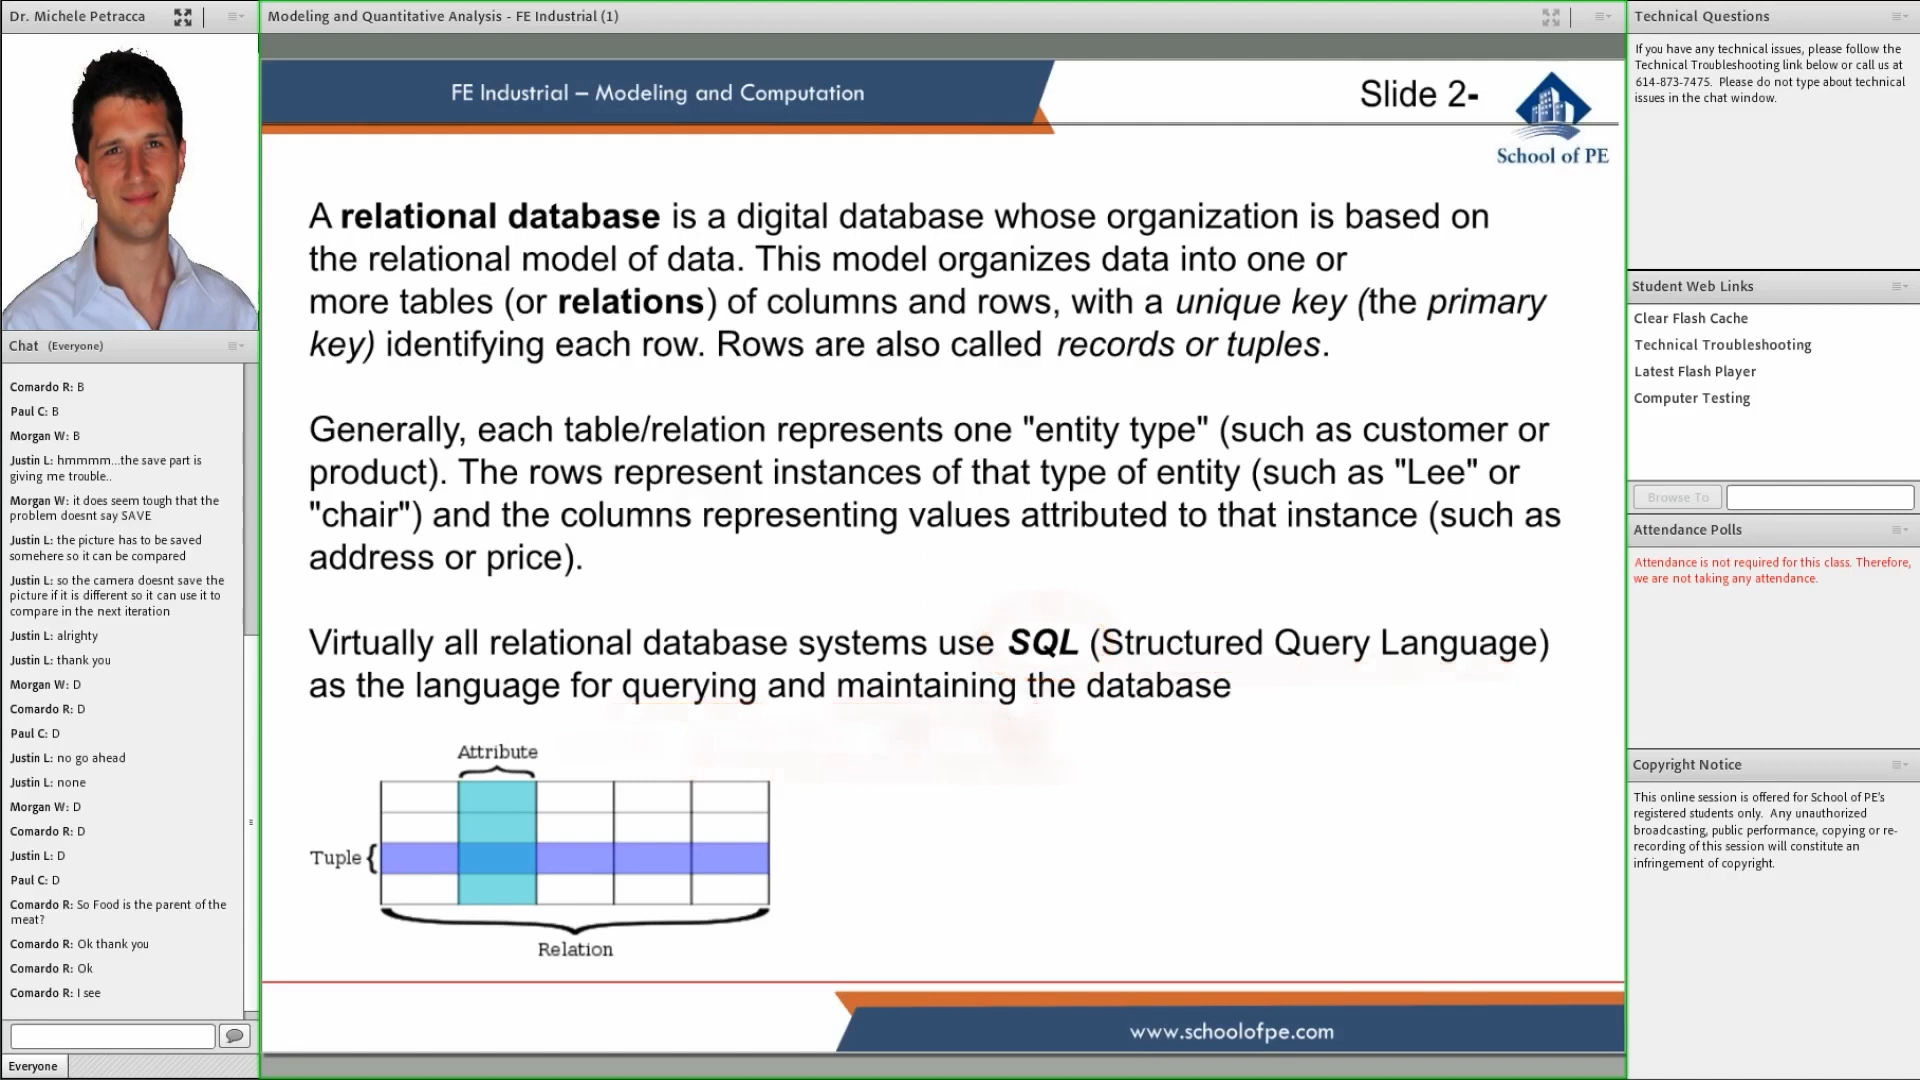 Dr. Michele Petracca
Chat (Everyone)
Comardo R: B
Paul C: B
Morgan W: B
Justin L: hmmmm...the save part is
giving me trouble..
Morgan W: it does seem tough that the
problem doesnt say SAVE
Justin L: the picture has to be saved
somehere so it can be compared
Justin L: so the camera doesnt save the
picture if it is different so it can use it to
compare in the next iteration
Justin L: alrighty
Justin L: thank you
Morgan W: D
Comardo R: D
Paul C: D
Justin L: no go ahead
Justin L: none
Morgan W: D
Comardo R: D
Justin L: D
Paul C: D
Comardo R: So Food is the parent of the
meat?
Comardo R: Ok thank you
Comardo R: Ok
Comardo R: I see
Everyone
Modeling and Quantitative Analysis - FE Industrial (1)
FE Industrial – Modeling and Computation
Slide 2-
School of PE
A relational database is a digital database whose organization is based on
the relational model of data. This model organizes data into one or
more tables (or relations) of columns and rows, with a unique key (the primary
key) identifying each row. Rows are also called records or tuples.
Generally, each table/relation represents one "entity type" (such as customer or
product). The rows represent instances of that type of entity (such as "Lee" or
"chair") and the columns representing values attributed to that instance (such as
address or price).
Virtually all relational database systems use SQL (Structured Query Language)
as the language for querying and maintaining the database
Attribute
Tuple
Relation
www.schoolofpe.com
Technical Questions
If you have any technical issues, please follow the
Technical Troubleshooting link below or call us at
614-873-7475. Please do not type about technical
issues in the chat window.
Student Web Links
Clear Flash Cache
Technical Troubleshooting
Latest Flash Player
Computer Testing
Browse To
Attendance Polls
Attendance is not required for this class. Therefore,
we are not taking any attendance.
Copyright Notice
This online session is offered for School of PE's
registered students only. Any unauthorized
broadcasting, public performance, copying or re-
recording of this session will constitute an
infringement of copyright.